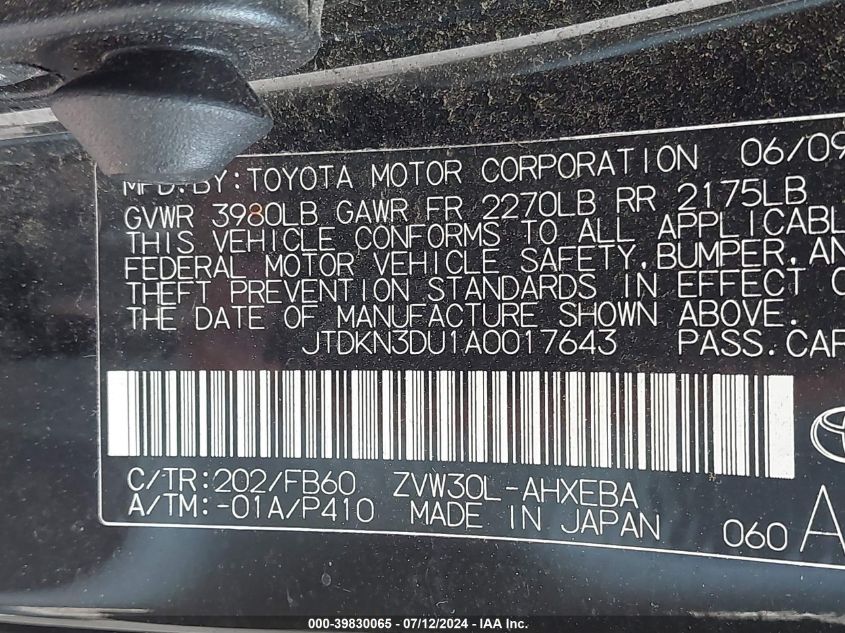 MFD.BY:TOYOTA MOTOR CORPORATION 06/09
GVWR 3980LB GAWR FR 2270LB RR 2175LB
THIS VEHICLE CONFORMS TO ALL APPLICABL
FEDERAL MOTOR VEHICLE SAFETY,BUMPER,AN
THEFT PREVENTION STANDARDS IN EFFECT O
THE DATE OF MANUFACTURE SHOWN ABOVE.
JTDKN3DU1A0017643 PASS.CAR
C/TR:202/FB60 ZVW30L-AHXEBA
A/TM:-01A/P410 MADE IN JAPAN 060 A
000-39830065 - 07/12/2024 - IAA Inc.